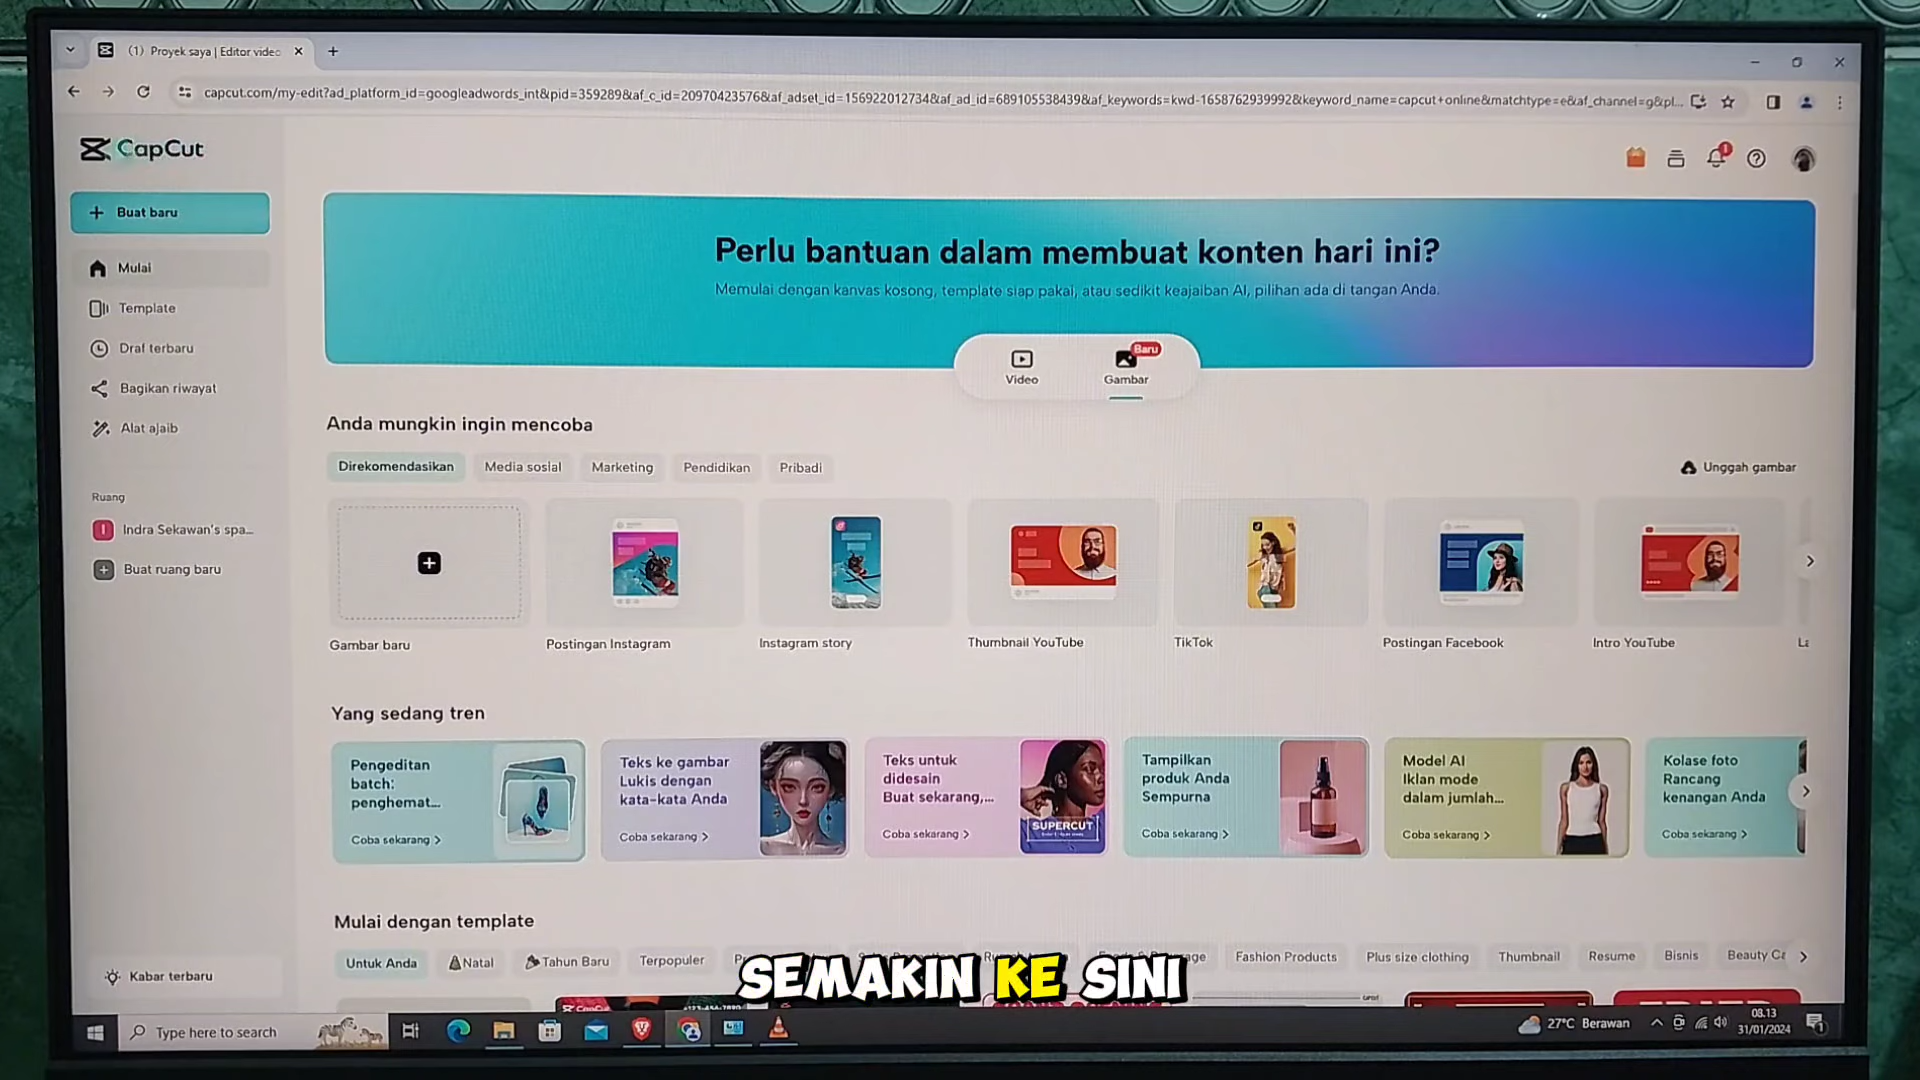 (1) Proyek saya | Editor video
capcut.com/my-edit?ad_platform_id=googleadwords_int&pid=359289&af_c_id=20970423576&af_adset_id=156922012734&af_ad_id=689105538439&af_keywords=kwd-1658762939992&keyword_name=capcut+online&matchtype=e&af_channel=g&pl...
CapCut
1
Buat baru
Mulai
Template
Draf terbaru
Bagikan riwayat
Alat ajaib
Ruang
I Indra Sekawan's spa...
Buat ruang baru
Kabar terbaru
Perlu bantuan dalam membuat konten hari ini?
Memulai dengan kanvas kosong, template siap pakai, atau sedikit keajaiban AI, pilihan ada di tangan Anda.
Baru
Video Gambar
Anda mungkin ingin mencoba
Direkomendasikan Media sosial Marketing Pendidikan Pribadi Unggah gambar
Gambar baru Postingan Instagram Instagram story Thumbnail YouTube TikTok Postingan Facebook Intro YouTube
Yang sedang tren
Pengeditan
batch:
penghemat...
Coba sekarang >
Teks ke gambar
Lukis dengan
kata-kata Anda
Coba sekarang >
Teks untuk
didesain
Buat sekarang,...
Coba sekarang >
SUPERCUT
Tampilkan
produk Anda
Sempurna
Coba sekarang >
Model AI
Iklan mode
dalam jumlah...
Coba sekarang >
Kolase foto
Rancang
kenangan Anda
Coba sekarang >
Mulai dengan template
Untuk Anda Natal Tahun Baru Terpopuler Fashion Products Plus size clothing Thumbnail Resume Bisnis Beauty Ca
SEMAKIN KE SINI
Type here to search
27°C Berawan
08.13
31/01/2024
1